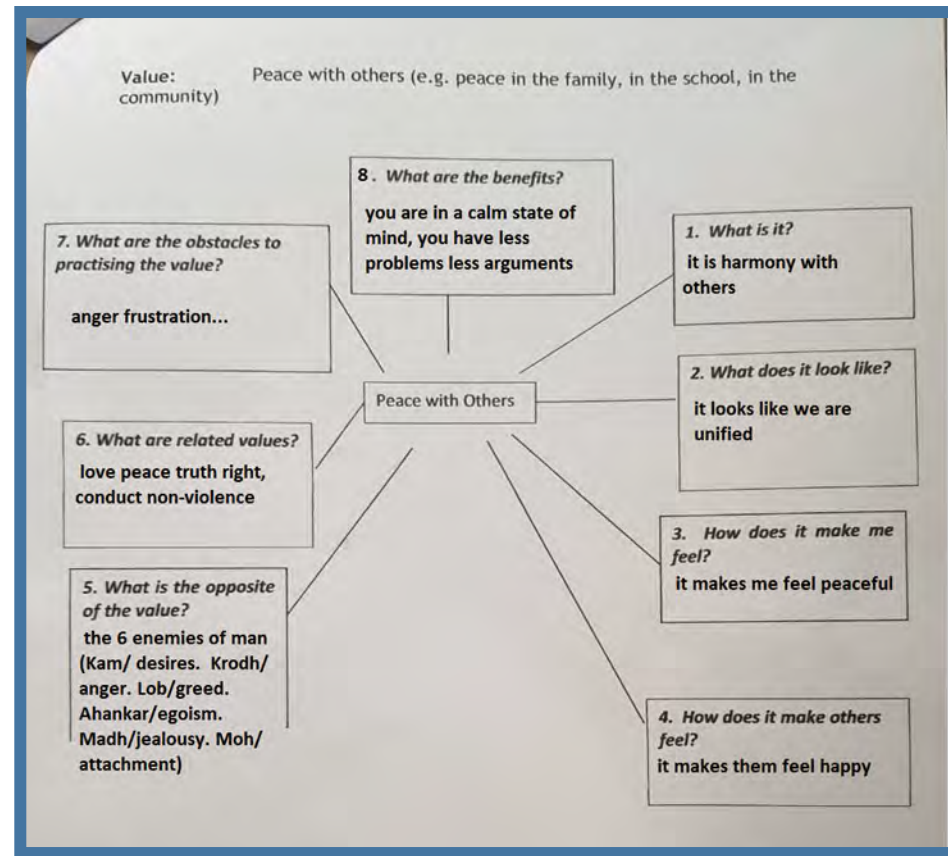 Value: Peace with others (e.g. peace in the family, in the school, in the
community)
8. What are the benefits?
you are in a calm state of
mind, you have less
problems less arguments
1. What is it?
it is harmony with
others
2. What does it look like?
it looks like we are
unified
3. How does it make me
feel?
it makes me feel peaceful
4. How does it make others
feel?
it makes them feel happy
5. What is the opposite
of the value?
the 6 enemies of man
(Kam/ desires. Krodh/
anger. Lob/greed.
Ahankar/egoism.
Madh/jealousy. Moh/
attachment)
6. What are related values?
love peace truth right,
conduct non-violence
7. What are the obstacles to
practising the value?
anger frustration...
Peace with Others